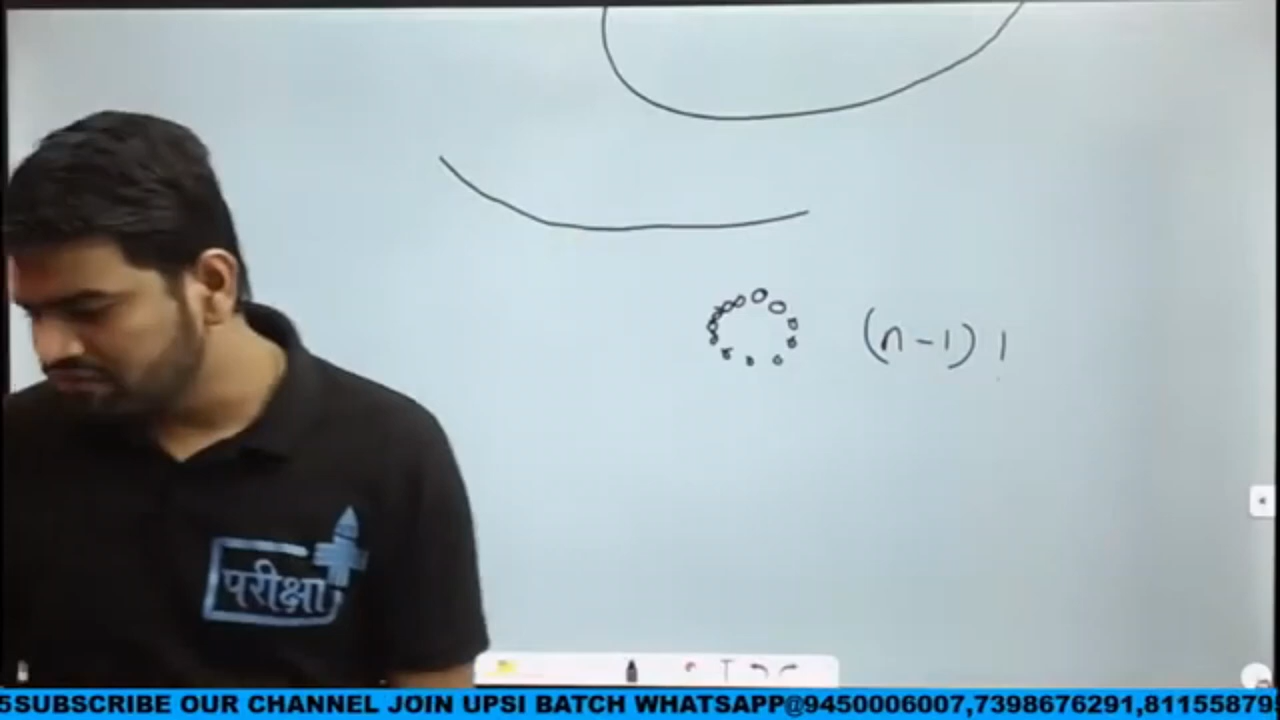 (n-1)!
परीक्षा
5SUBSCRIBE OUR CHANNEL JOIN UPSI BATCH WHATSAPP@9450006007,7398676291,81155879